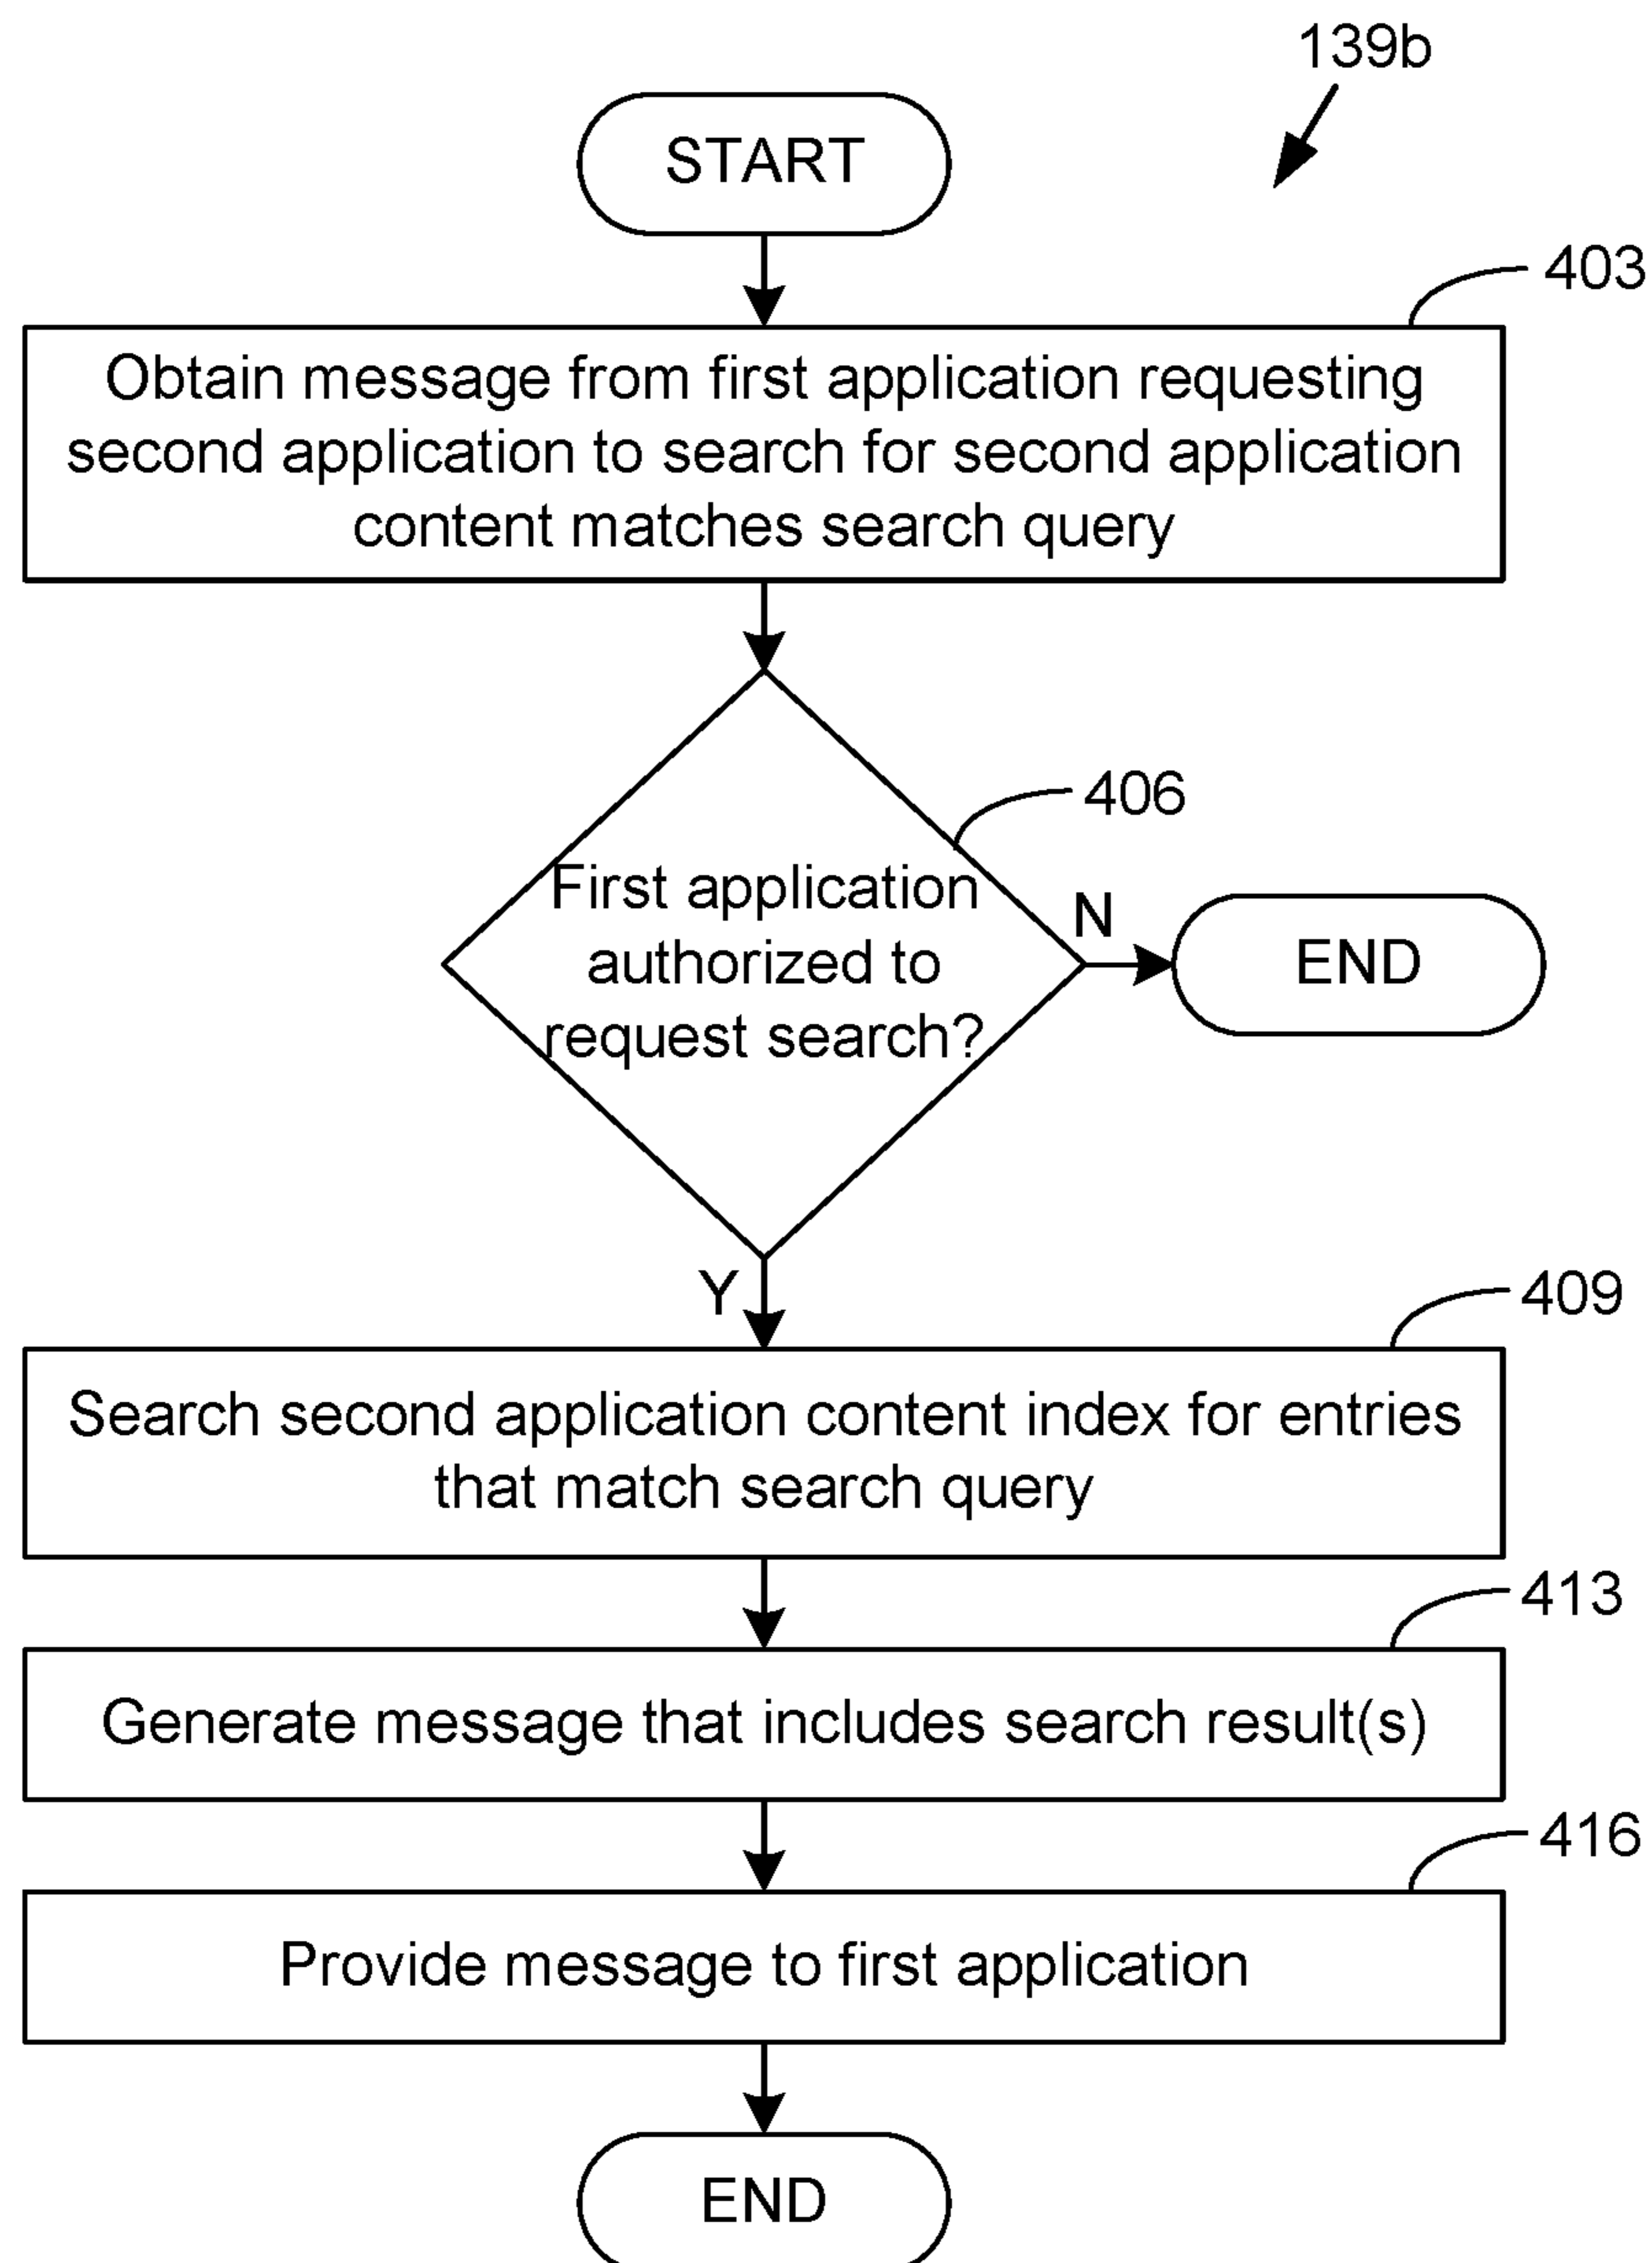 139b
START
403
Obtain message from first application requesting
second application to search for second application
content matches search query
406
First application
authorized to
request search?
N
END
Y
409
Search second application content index for entries
that match search query
413
Generate message that includes search result(s)
416
Provide message to first application
END